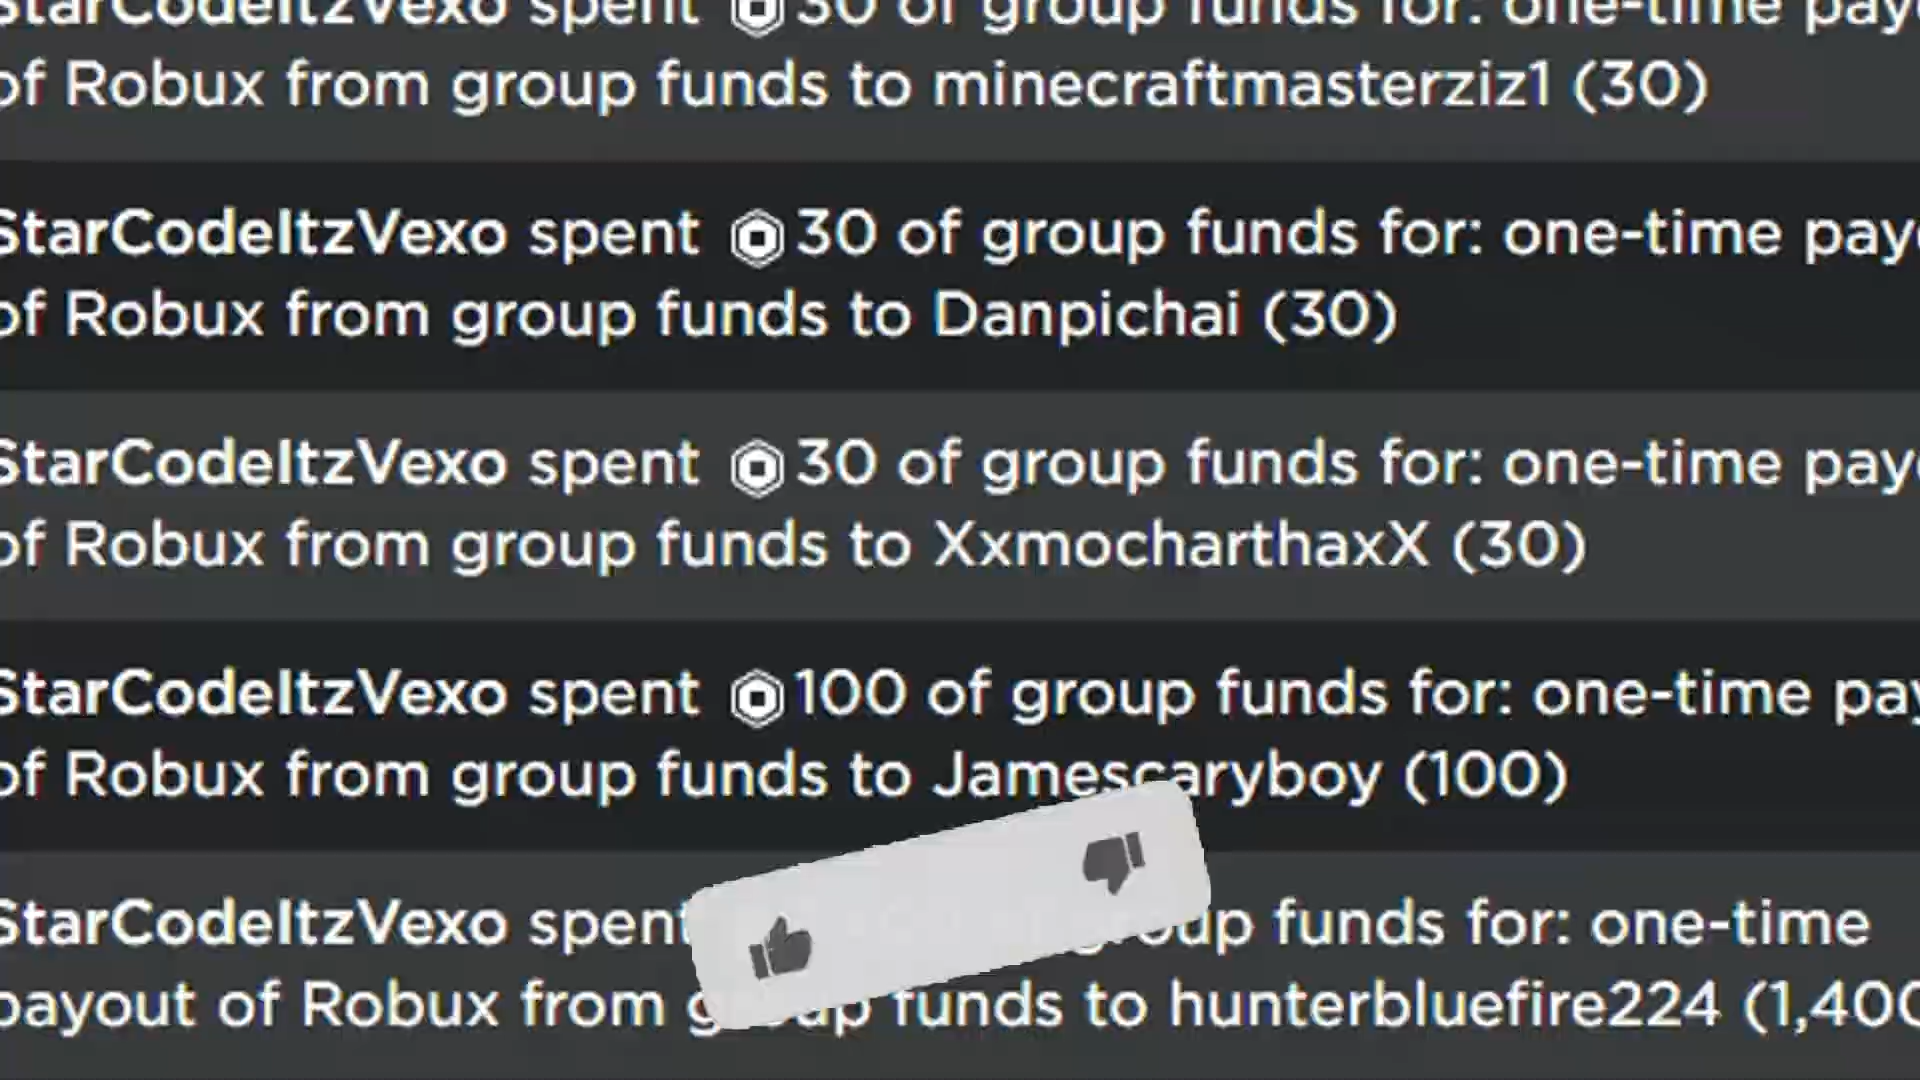 StarCodeItzVexo spent 30 of group funds for: one-time
of Robux from group funds to minecraftmasterziz1 (30)
StarCodeItzVexo spent 30 of group funds for: one-time
of Robux from group funds to Danpichai (30)
StarCodeItzVexo spent 30 of group funds for: one-time
of Robux from group funds to XxmocharthaxX (30)
StarCodeItzVexo spent 100 of group funds for: one-time
of Robux from group funds to Jamescaryboy (100)
StarCodeItzVexo spent group funds for: one-time
payout of Robux from group funds to hunterbluefire224 (1,400